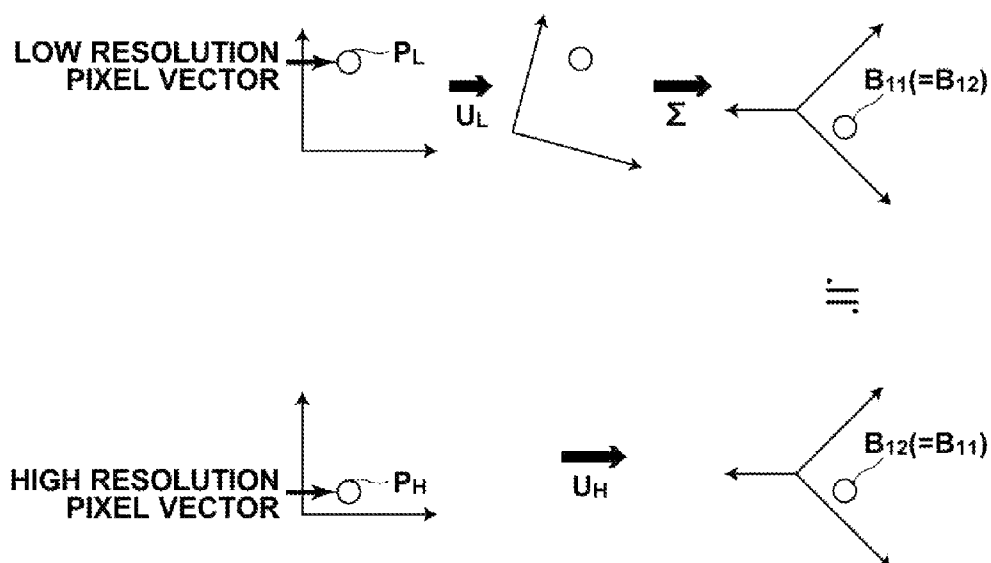 LOW RESOLUTION
PIXEL VECTOR
PL
UL
Σ
B11(=B12)
≒
HIGH RESOLUTION
PIXEL VECTOR
PH
UH
B12(=B11)